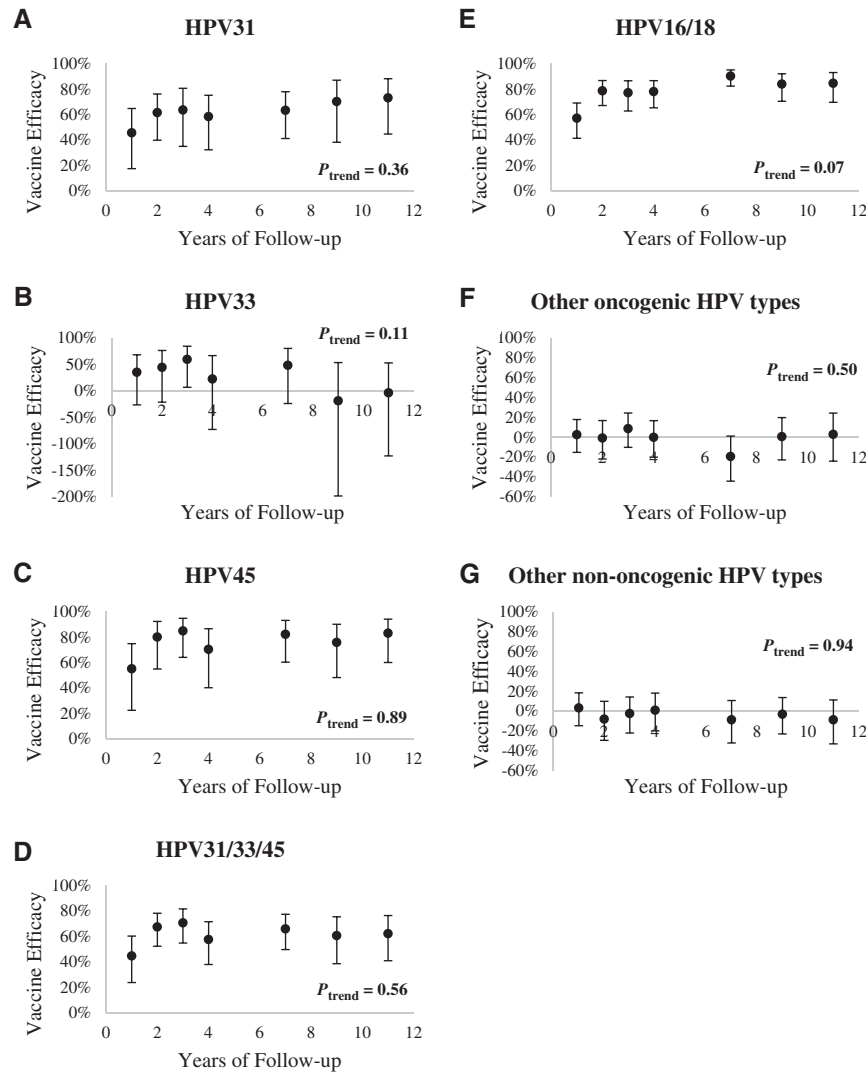 A
HPV31
Vaccine Efficacy
100%
80%
60%
40%
20%
0%
P trend = 0.36
0 2 4 6 8 10 12
Years of Follow-up
B
HPV33
Vaccine Efficacy
100%
50%
0%
-50%
-100%
-150%
-200%
P trend = 0.11
0 2 4 6 8 10 12
Years of Follow-up
C
HPV45
Vaccine Efficacy
100%
80%
60%
40%
20%
0%
P trend = 0.89
0 2 4 6 8 10 12
Years of Follow-up
D
HPV31/33/45
Vaccine Efficacy
100%
80%
60%
40%
20%
0%
P trend = 0.56
0 2 4 6 8 10 12
Years of Follow-up
E
HPV16/18
Vaccine Efficacy
100%
80%
60%
40%
20%
0%
P trend = 0.07
0 2 4 6 8 10 12
Years of Follow-up
F
Other oncogenic HPV types
Vaccine Efficacy
100%
80%
60%
40%
20%
0%
-20%
-40%
-60%
P trend = 0.50
0 2 4 6 8 10 12
Years of Follow-up
G
Other non-oncogenic HPV types
Vaccine Efficacy
100%
80%
60%
40%
20%
0%
-20%
-40%
-60%
P trend = 0.94
0 2 4 6 8 10 12
Years of Follow-up